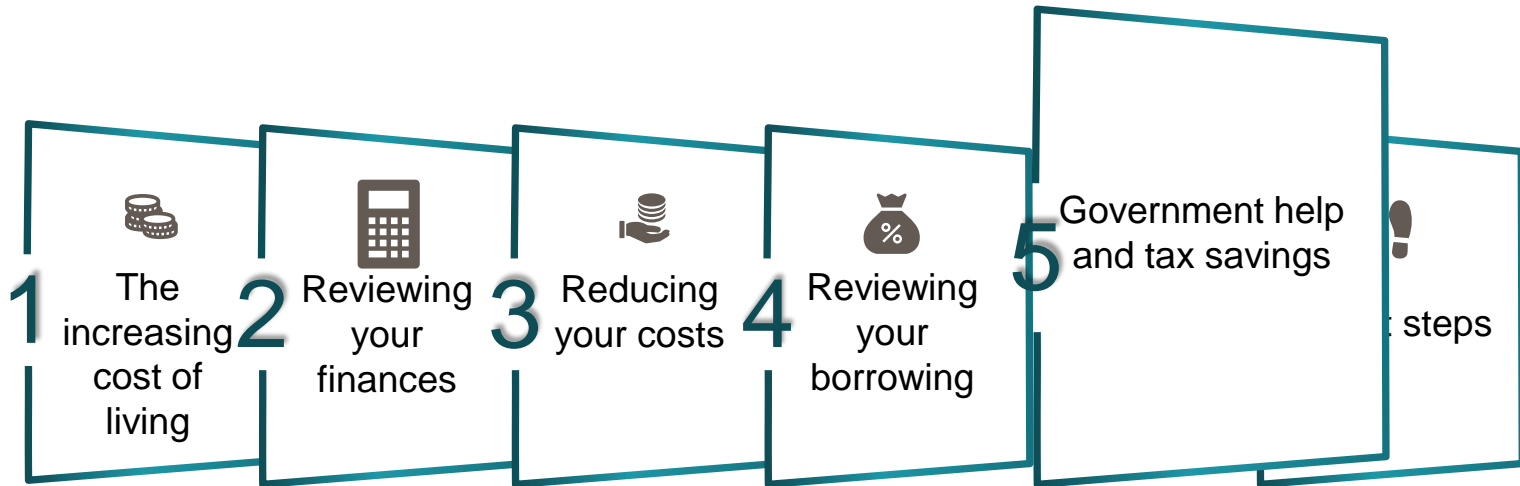 1
The
increasing
cost of
living
2
Reviewing
your
finances
3
Reducing
your costs
4
Reviewing
your
borrowing
%
5
Government help
and tax savings
steps